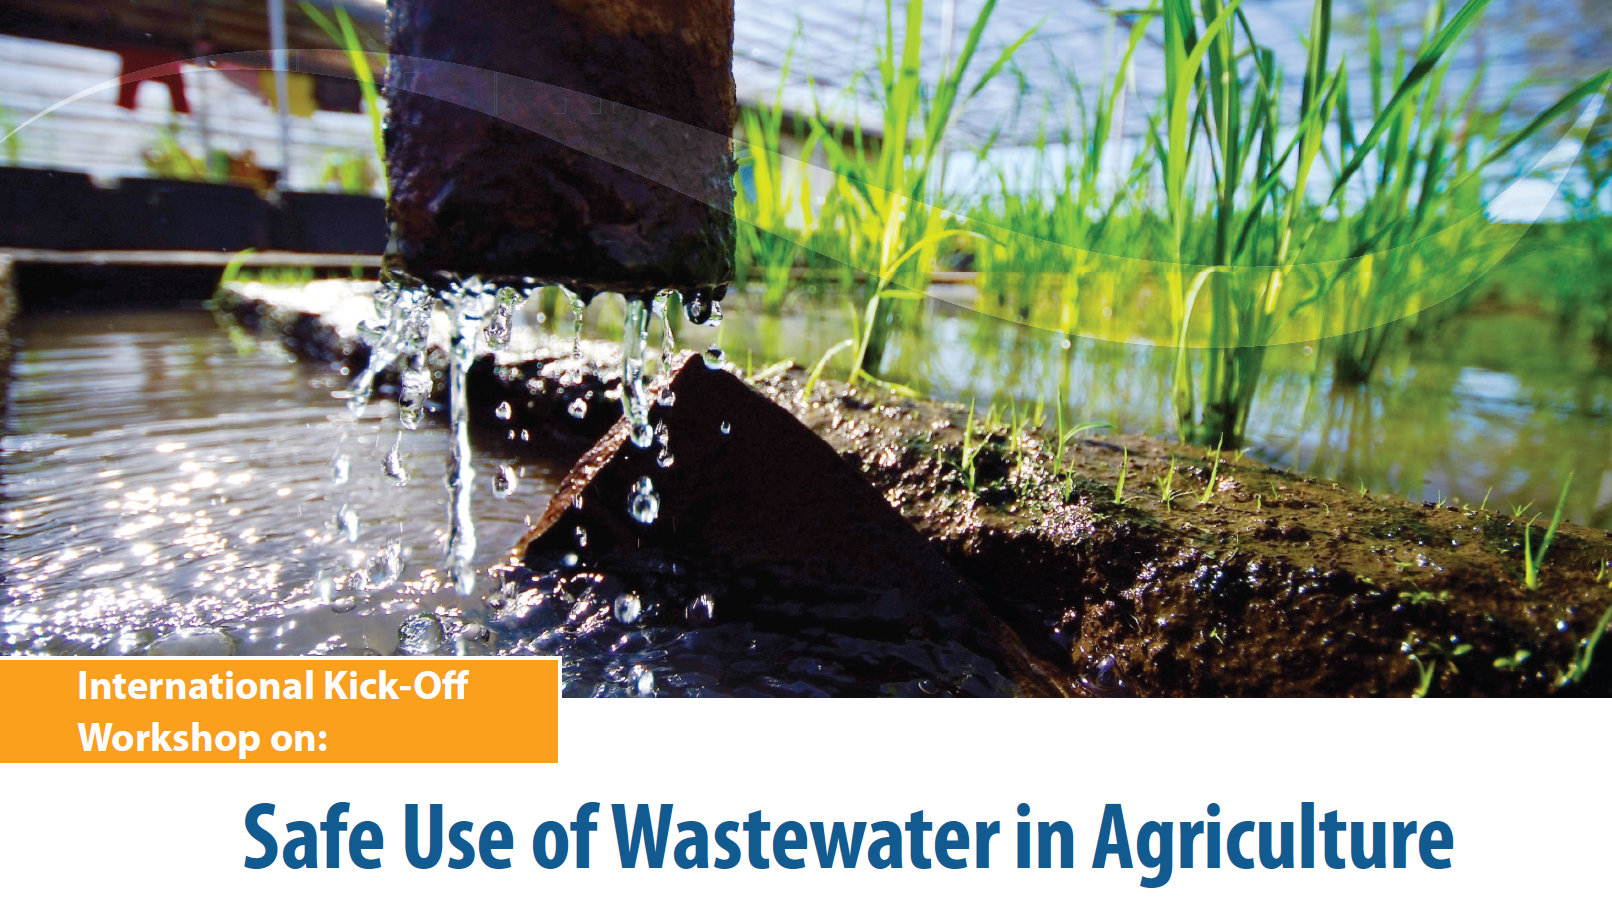 International Kick-Off
Workshop on:
Safe Use of Wastewater in Agriculture